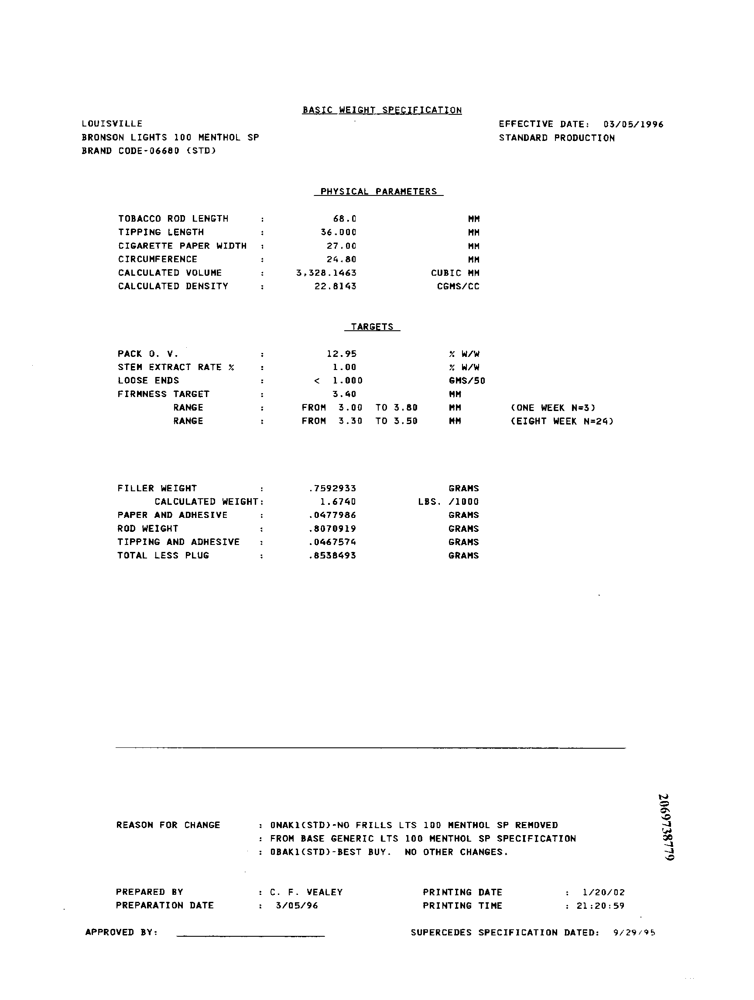 BASIC WEIGHT SPECIFICATION
LOUISVILLE EFFECTIVE DATE: 03/05/1996
BRONSON LIGHTS 100 MENTHOL SP STANDARD PRODUCTION
BRAND CODE-06680 (STD)
PHYSICAL PARAMETERS
TOBACCO ROD LENGTH : 68.0 MM
TIPPING LENGTH : 36.000 MM
CIGARETTE PAPER WIDTH : 27.00 MM
CIRCUMFERENCE : 24.80 MM
CALCULATED VOLUME : 3,328.1463 CUBIC MM
CALCULATED DENSITY : 22.8143 CGMS/CC
TARGETS
PACK O. V. : 12.95 % W/W
STEM EXTRACT RATE % : 1.00 % W/W
LOOSE ENDS : < 1.000 GMS/50
FIRMNESS TARGET : 3.40 MM
RANGE : FROM 3.00 TO 3.80 MM (ONE WEEK N=3)
RANGE : FROM 3.30 TO 3.50 MM (EIGHT WEEK N=24)
FILLER WEIGHT : .7592933 GRAMS
CALCULATED WEIGHT: 1.6740 LBS. /1000
PAPER AND ADHESIVE : .0477986 GRAMS
ROD WEIGHT : .8070919 GRAMS
TIPPING AND ADHESIVE : .0467574 GRAMS
TOTAL LESS PLUG : .8538493 GRAMS
REASON FOR CHANGE : 0NAK1(STD)-NO FRILLS LTS 100 MENTHOL SP REMOVED
: FROM BASE GENERIC LTS 100 MENTHOL SP SPECIFICATION
: 0BAK1(STD)-BEST BUY. NO OTHER CHANGES.
2069738779
PREPARED BY : C. F. VEALEY PRINTING DATE : 1/20/02
PREPARATION DATE : 3/05/96 PRINTING TIME : 21:20:59
APPROVED BY: SUPERCEDES SPECIFICATION DATED: 9/29/95